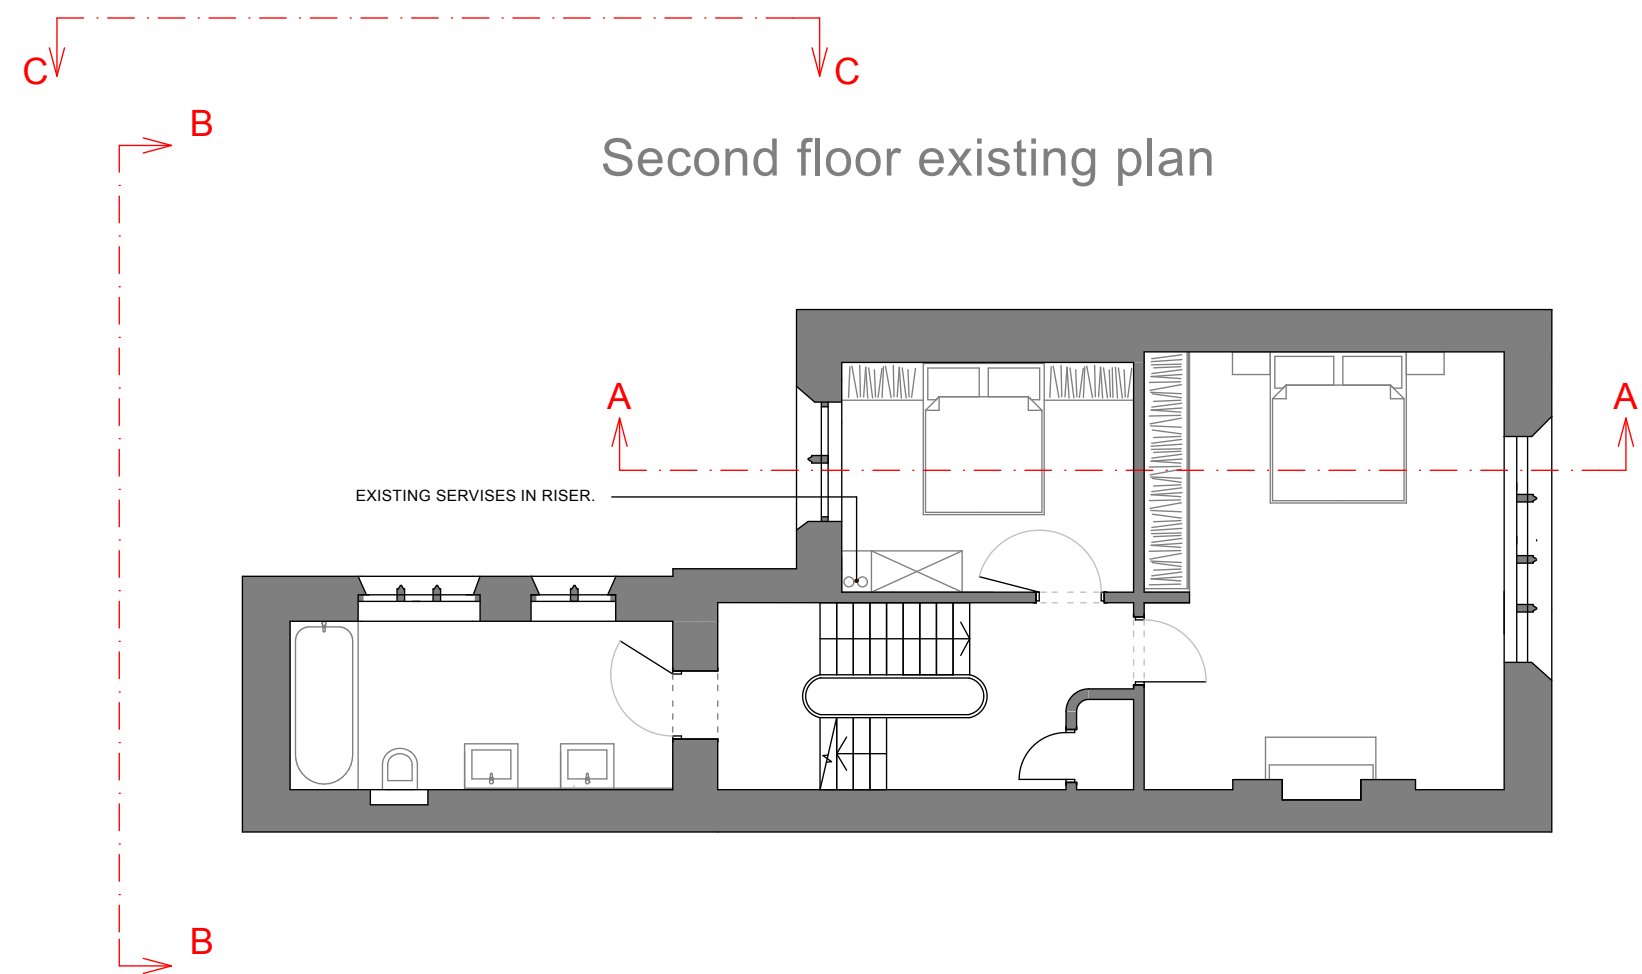 C
C
B
Second floor existing plan
A
A
EXISTING SERVISES IN RISER.
B